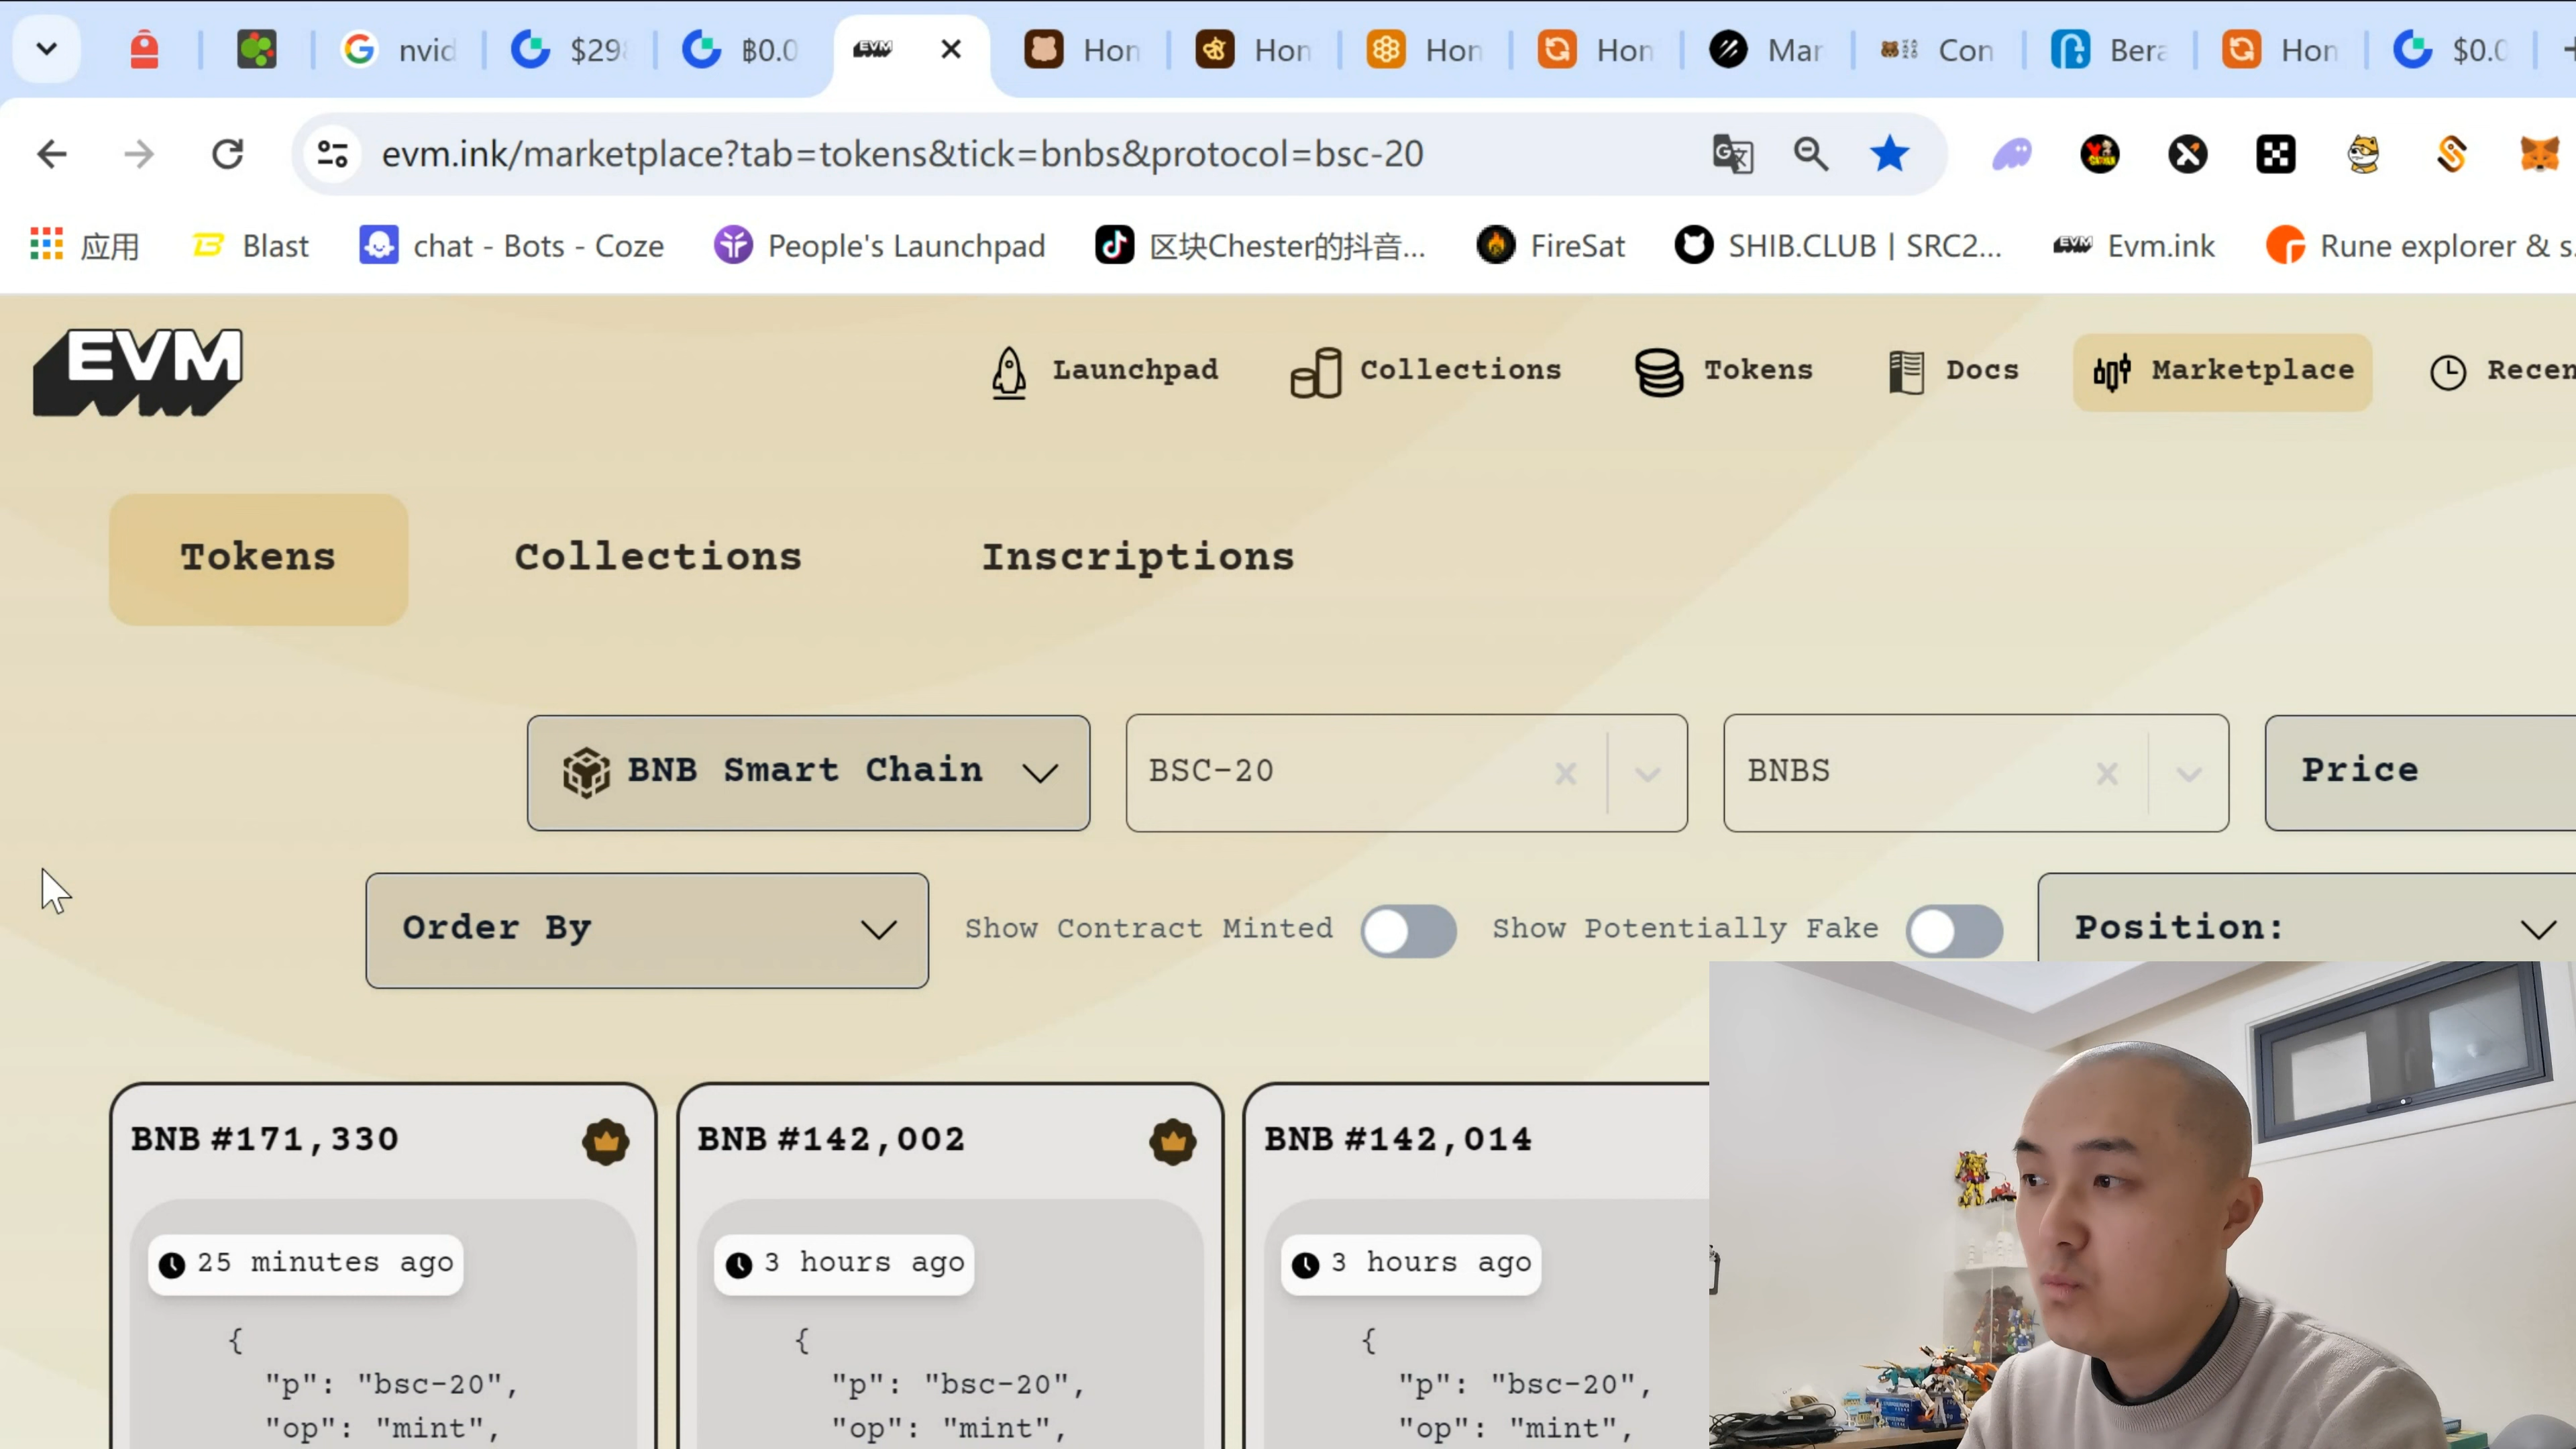 nvid
$29
฿0.0
EVM
Hon
Hon
Hon
Hon
Mar
Con
Bera
Hon
$0.0
evm.ink/marketplace?tab=tokens&tick=bnbs&protocol=bsc-20
应用
Blast
chat - Bots - Coze
People's Launchpad
区块Chester的抖音...
FireSat
SHIB.CLUB | SRC2...
Evm.ink
Rune explorer & s.
EVM
Launchpad
Collections
Tokens
Docs
Marketplace
Recen
Tokens
Collections
Inscriptions
BNB Smart Chain
BSC-20
BNBS
Price
Order By
Show Contract Minted
Show Potentially Fake
Position:
BNB #171,330
BNB #142,002
BNB #142,014
25 minutes ago
3 hours ago
3 hours ago
{
"p": "bsc-20",
"op": "mint",
{
"p": "bsc-20",
"op": "mint",
{
"p": "bsc-20",
"op": "mint",